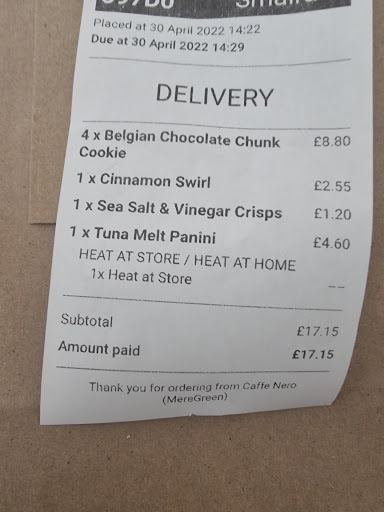 Placed at 30 April 2022 14:22
Due at 30 April 2022 14:29
DELIVERY
4 x Belgian Chocolate Chunk Cookie £8.80
1 x Cinnamon Swirl £2.55
1 x Sea Salt & Vinegar Crisps £1.20
1 x Tuna Melt Panini £4.60
HEAT AT STORE / HEAT AT HOME
1x Heat at Store --
Subtotal £17.15
Amount paid £17.15
Thank you for ordering from Caffe Nero
(MereGreen)